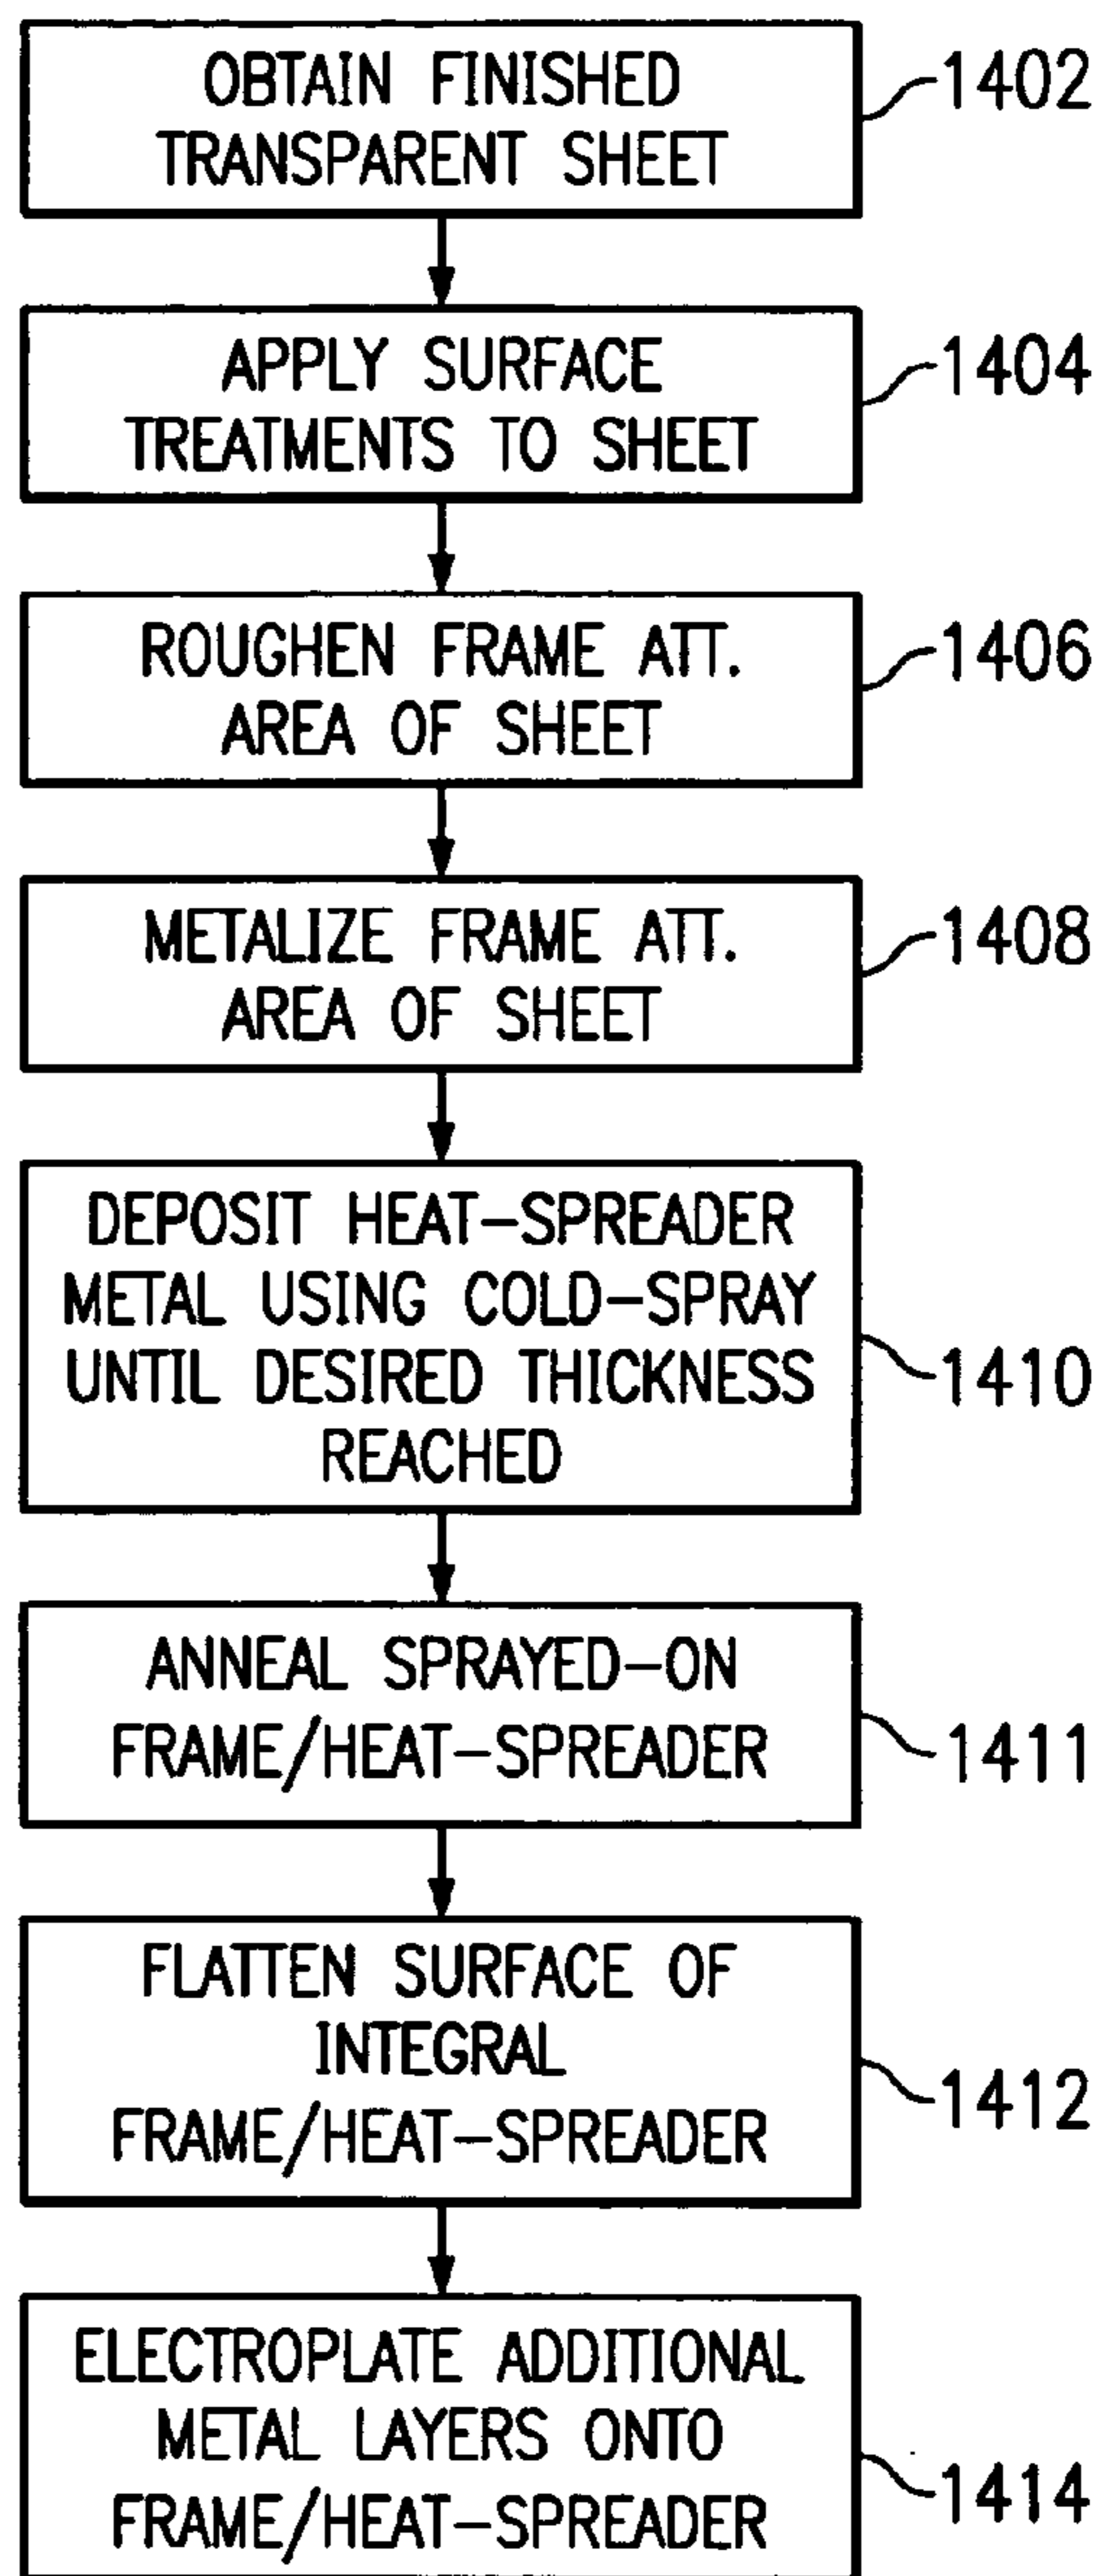 OBTAIN FINISHED
TRANSPARENT SHEET
1402
APPLY SURFACE
TREATMENTS TO SHEET
1404
ROUGHEN FRAME ATT.
AREA OF SHEET
1406
METALIZE FRAME ATT.
AREA OF SHEET
1408
DEPOSIT HEAT-SPREADER
METAL USING COLD-SPRAY
UNTIL DESIRED THICKNESS
REACHED
1410
ANNEAL SPRAYED-ON
FRAME/HEAT-SPREADER
1411
FLATTEN SURFACE OF
INTEGRAL
FRAME/HEAT-SPREADER
1412
ELECTROPLATE ADDITIONAL
METAL LAYERS ONTO
FRAME/HEAT-SPREADER
1414